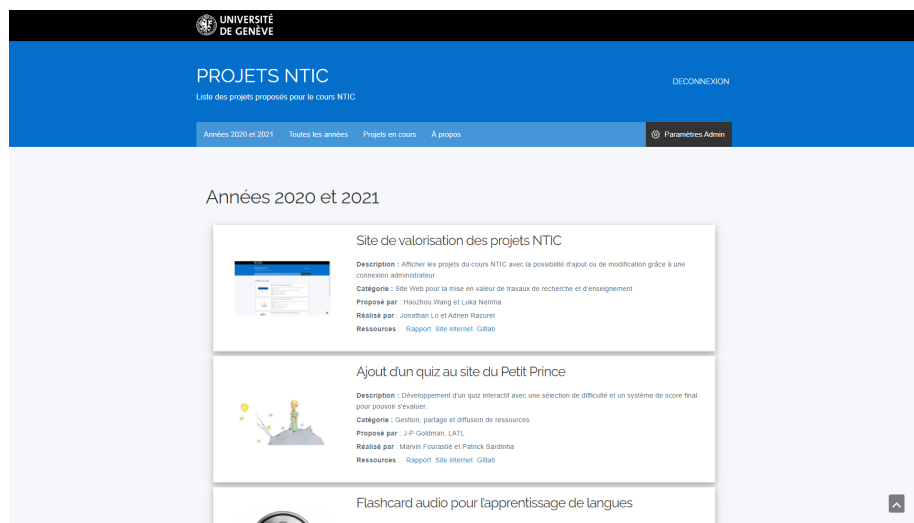 UNIVERSITÉ
DE GENÈVE
PROJETS NTIC
DECONNEXION
Liste des projets proposés pour le cours NTIC
Années 2020 et 2021 Toutes les années Projets en cours À propos Paramètres Admin
Années 2020 et 2021
Site de valorisation des projets NTIC
Description : Afficher les projets du cours NTIC avec la possibilité d'ajout ou de modification grâce à une
connexion administrateur.
Catégorie : Site Web pour la mise en valeur de travaux de recherche et d'enseignement
Proposé par : Haozhou Wang et Luka Nerima
Réalisé par : Jonathan Lo et Adrien Razurel
Ressources : Rapport Site internet Gitlab
Ajout d'un quiz au site du Petit Prince
Description : Développement d'un quiz interactif avec une sélection de difficulté et un système de score final
pour pouvoir s'évaluer.
Catégorie : Gestion, partage et diffusion de ressources
Proposé par : J-P Goldman, LATL
Réalisé par : Marvin Fourastié et Patrick Sardinha
Ressources : Rapport Site internet Gitlab
Flashcard audio pour l'apprentissage de langues